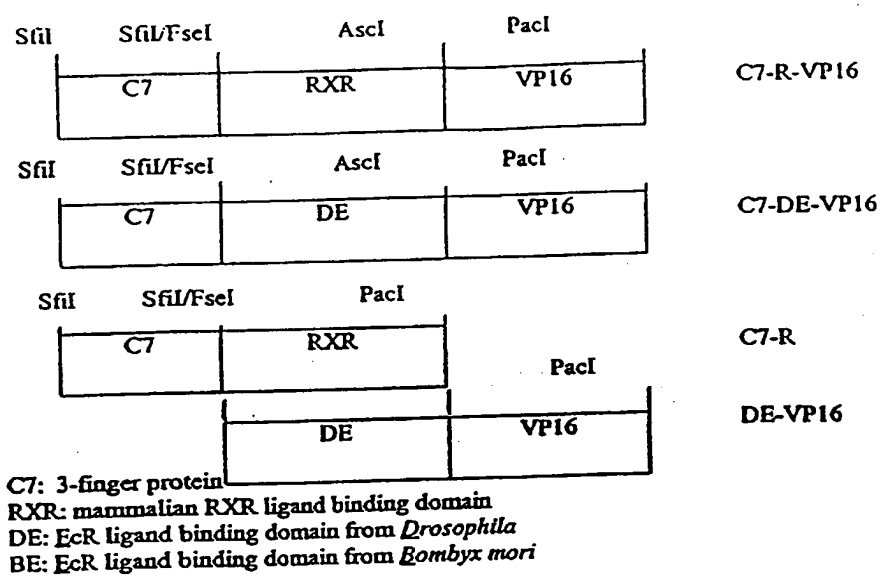 SfiI SfiI/FseI AscI PacI
C7 RXR VP16 C7-R-VP16
SfiI SfiI/FseI AscI PacI
C7 DE VP16 C7-DE-VP16
SfiI SfiI/FseI PacI
C7 RXR C7-R
PacI
DE VP16 DE-VP16
C7: 3-finger protein
RXR: mammalian RXR ligand binding domain
DE: EcR ligand binding domain from Drosophila
BE: EcR ligand binding domain from Bombyx mori